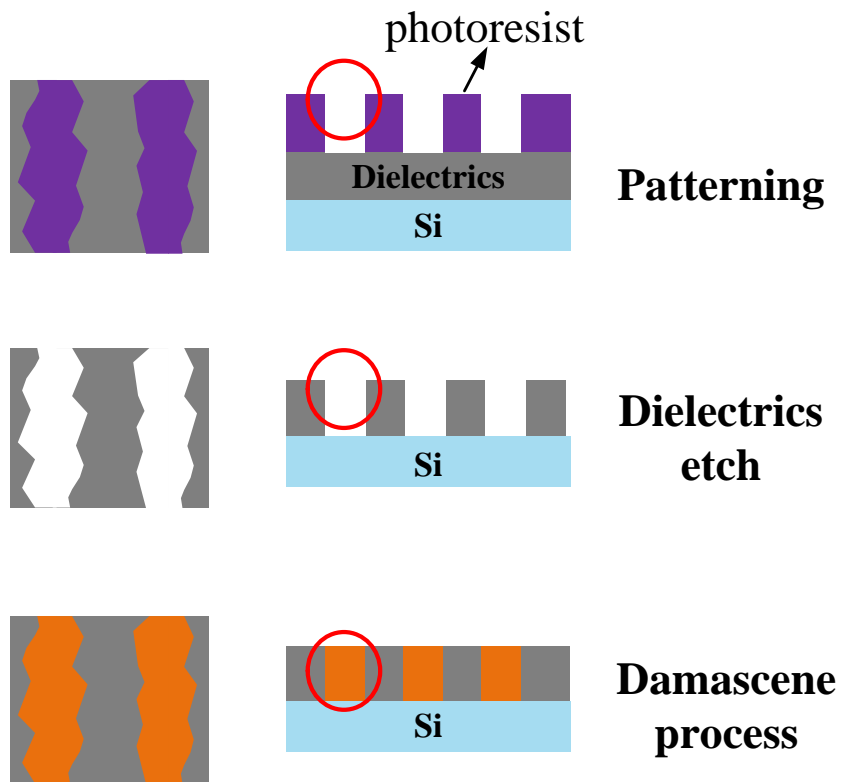 photoresist
Dielectrics
Si
Patterning
Si
Dielectrics
etch
Si
Damascene
process